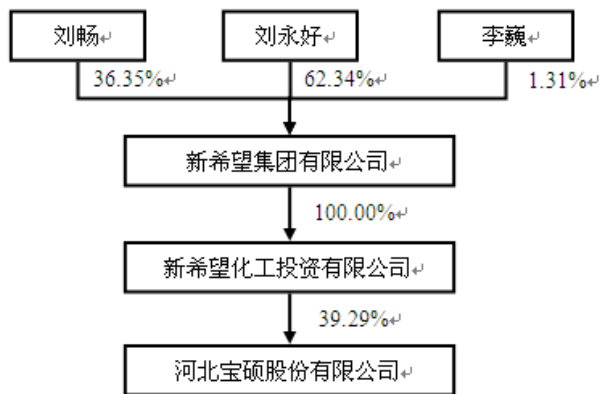 刘畅 刘永好 李巍
36.35% 62.34% 1.31%
新希望集团有限公司
100.00%
新希望化工投资有限公司
39.29%
河北宝硕股份有限公司